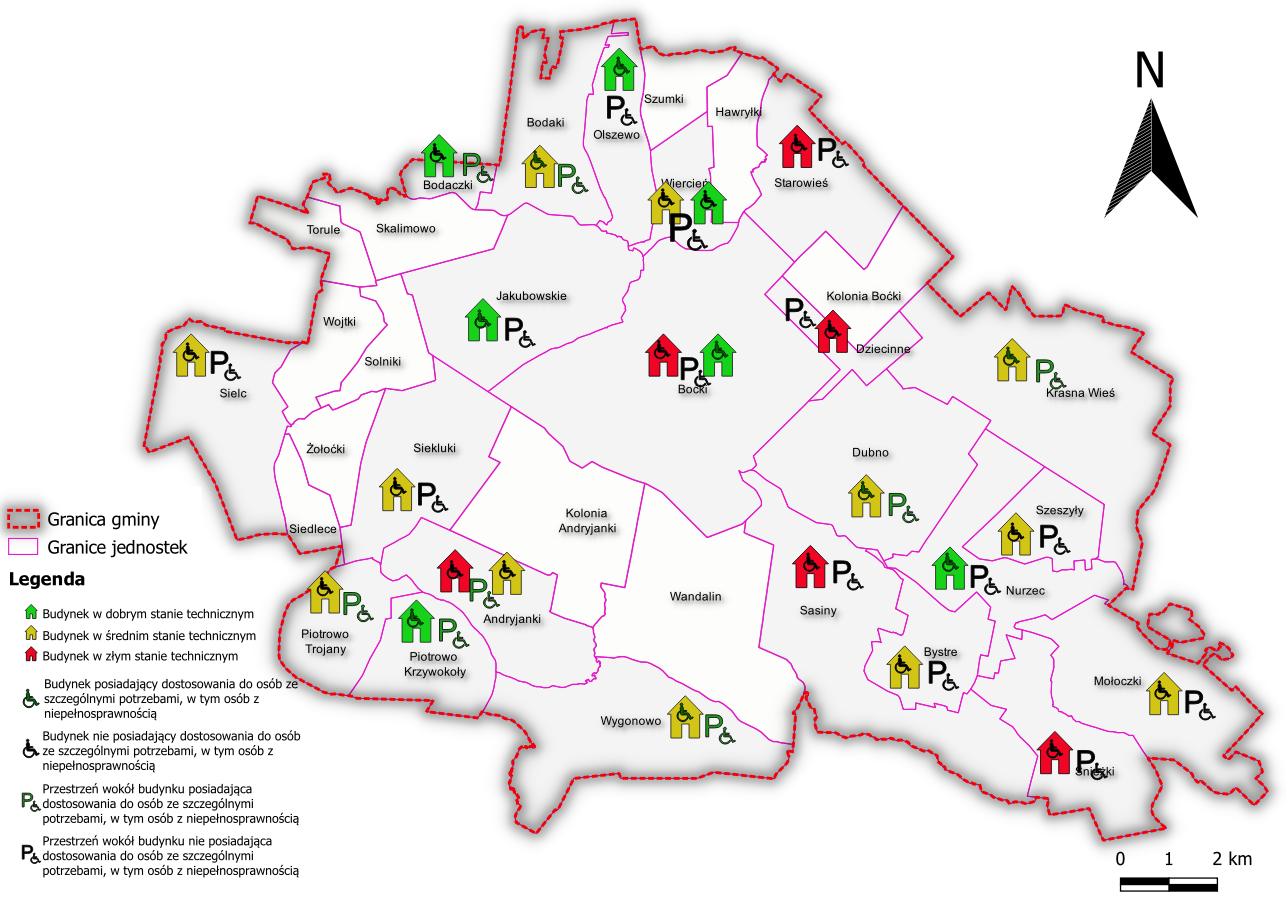 N
P
Szumki
Hawryłki
Bodaki
Olszewo
P
Starowieś
P
P
Bodaczki
Wiercień
P
Torule
Skalimowo
Jakubowskie
P
Kolonia Boćki
P
Dziecinne
Wojtki
Solniki
Sielc
P
P
Boćki
P
Krasna Wieś
Żołoćki
Siekluki
P
Dubno
P
Kolonia
Andryjanki
Szeszyły
P
Siedlece
Granica gminy
Granice jednostek
Legenda
Budynek w dobrym stanie technicznym
Budynek w średnim stanie technicznym
Budynek w złym stanie technicznym
Budynek posiadający dostosowania do osób ze
szczególnymi potrzebami, w tym osób z
niepełnosprawnością
Budynek nie posiadający dostosowania do osób
ze szczególnymi potrzebami, w tym osób z
niepełnosprawnością
P
Przestrzeń wokół budynku posiadająca
dostosowania do osób ze szczególnymi
potrzebami, w tym osób z niepełnosprawnością
P
Przestrzeń wokół budynku nie posiadająca
dostosowania do osób ze szczególnymi
potrzebami, w tym osób z niepełnosprawnością
P
Piotrowo
Trojany
P
Andryjanki
P
Piotrowo
Krzywokoły
Wandalin
P
Sasiny
P
Nurzec
Bystre
P
Mołoczki
P
Wygonowo
P
P
Śnieżki
0 1 2 km